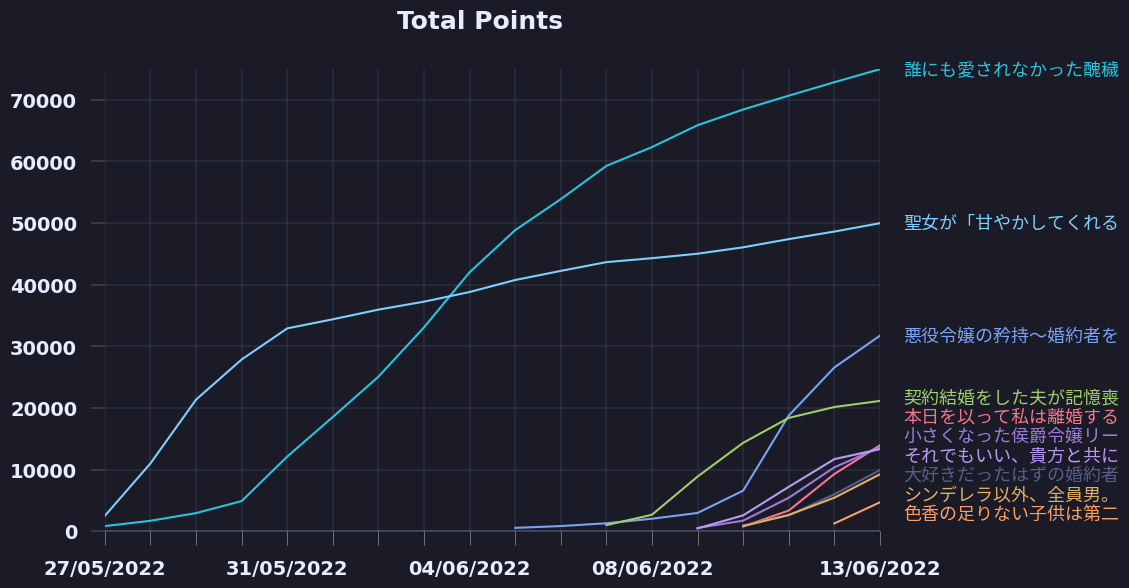 Total Points
70000
60000
50000
40000
30000
20000
10000
0
27/05/2022 31/05/2022 04/06/2022 08/06/2022 13/06/2022
誰にも愛されなかった醜穢
聖女が「甘やかしてくれる
悪役令嬢の矜持〜婚約者を
契約結婚をした夫が記憶喪
本日を以って私は離婚する
小さくなった侯爵令嬢リー
それでもいい、貴方と共に
大好きだったはずの婚約者
シンデレラ以外、全員男。
色香の足りない子供は第二